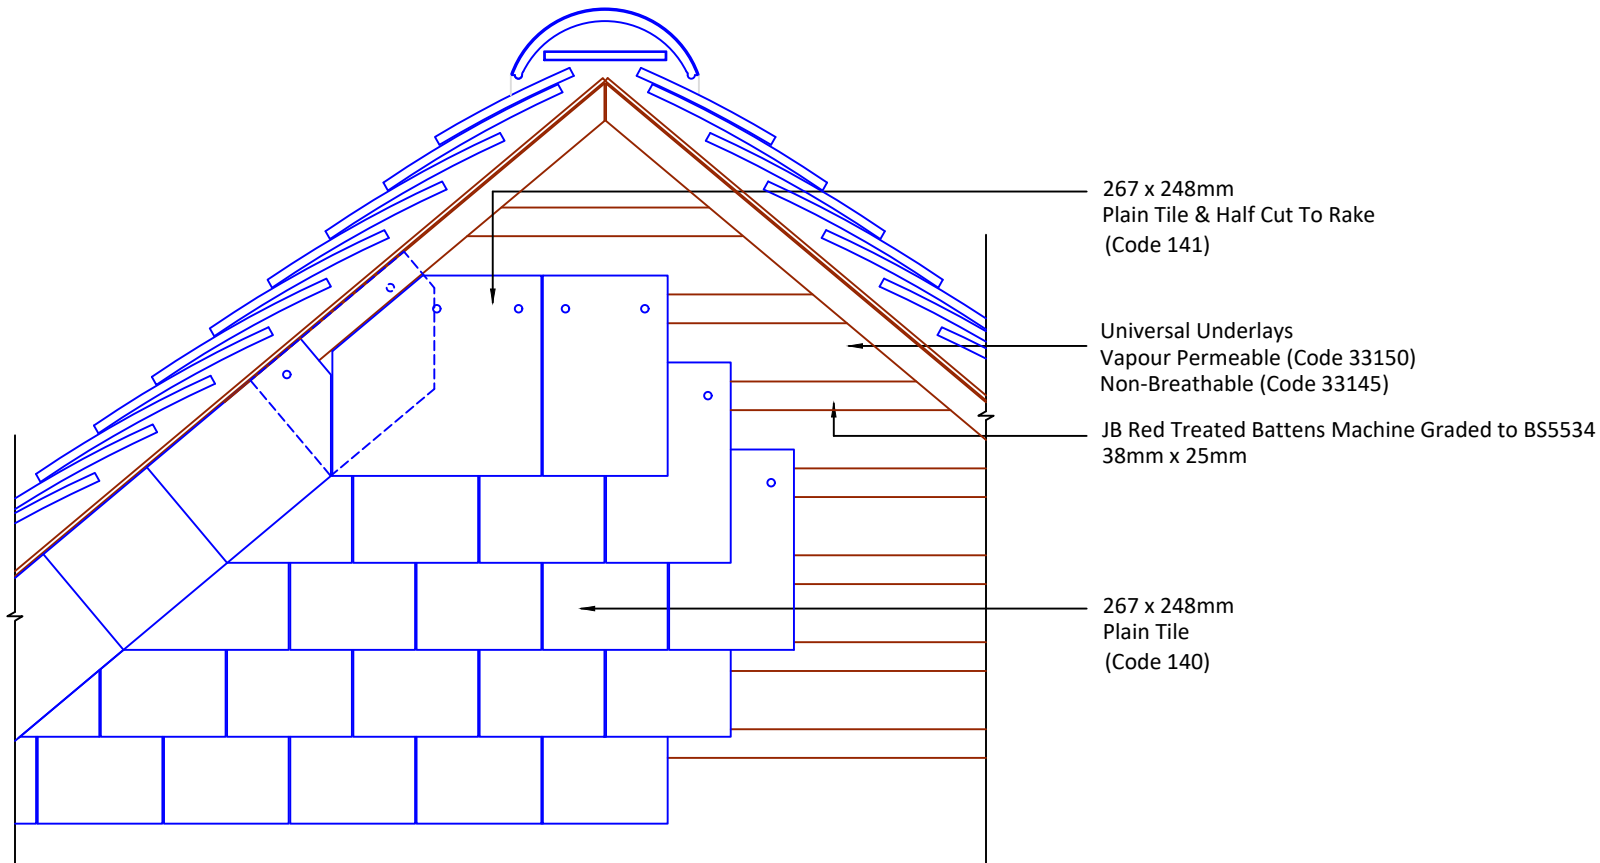 267 x 248mm
Plain Tile & Half Cut To Rake
(Code 141)
Universal Underlays
Vapour Permeable (Code 33150)
Non-Breathable (Code 33145)
JB Red Treated Battens Machine Graded to BS5534
38mm x 25mm
267 x 248mm
Plain Tile
(Code 140)